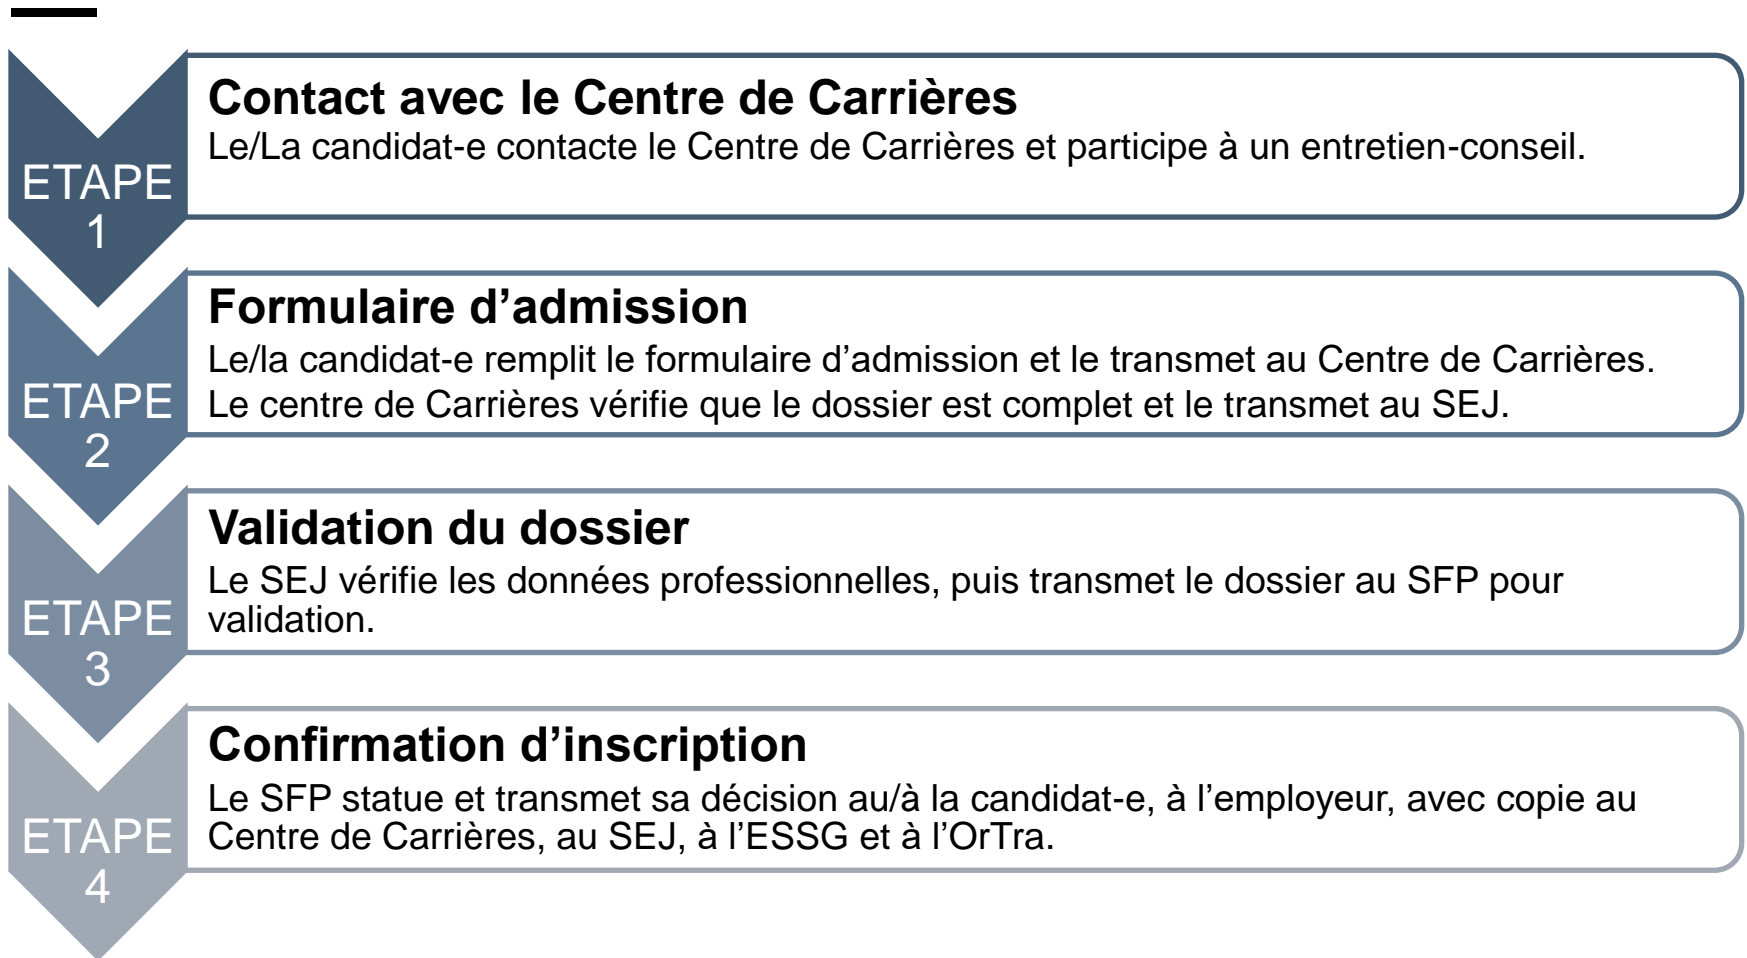 ETAPE
1
Contact avec le Centre de Carrières
Le/La candidat-e contacte le Centre de Carrières et participe à un entretien-conseil.
ETAPE
2
Formulaire d’admission
Le/la candidat-e remplit le formulaire d’admission et le transmet au Centre de Carrières.
Le centre de Carrières vérifie que le dossier est complet et le transmet au SEJ.
ETAPE
3
Validation du dossier
Le SEJ vérifie les données professionnelles, puis transmet le dossier au SFP pour
validation.
ETAPE
4
Confirmation d’inscription
Le SFP statue et transmet sa décision au/à la candidat-e, à l’employeur, avec copie au
Centre de Carrières, au SEJ, à l’ESSG et à l’OrTra.